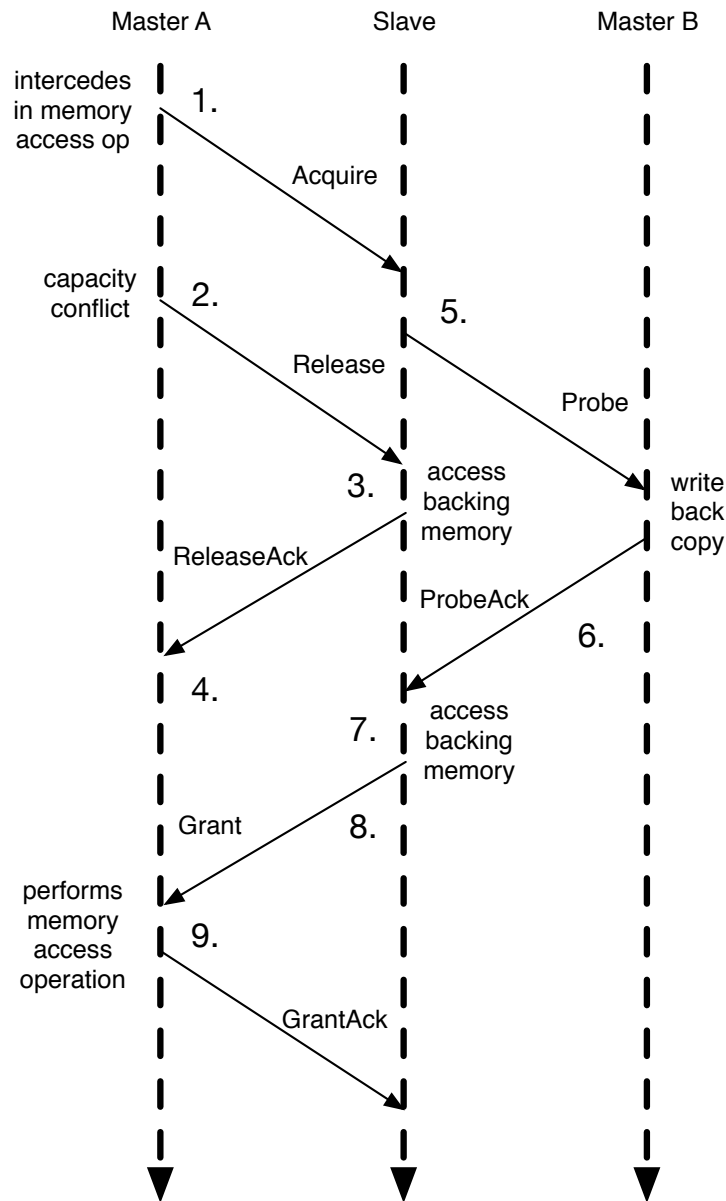 Master A
Slave
Master B
intercedes
in memory
access op
1.
Acquire
capacity
conflict
2.
5.
Release
Probe
3.
access
backing
memory
write
back
copy
ReleaseAck
ProbeAck
6.
4.
7.
access
backing
memory
Grant
8.
performs
memory
access
operation
9.
GrantAck